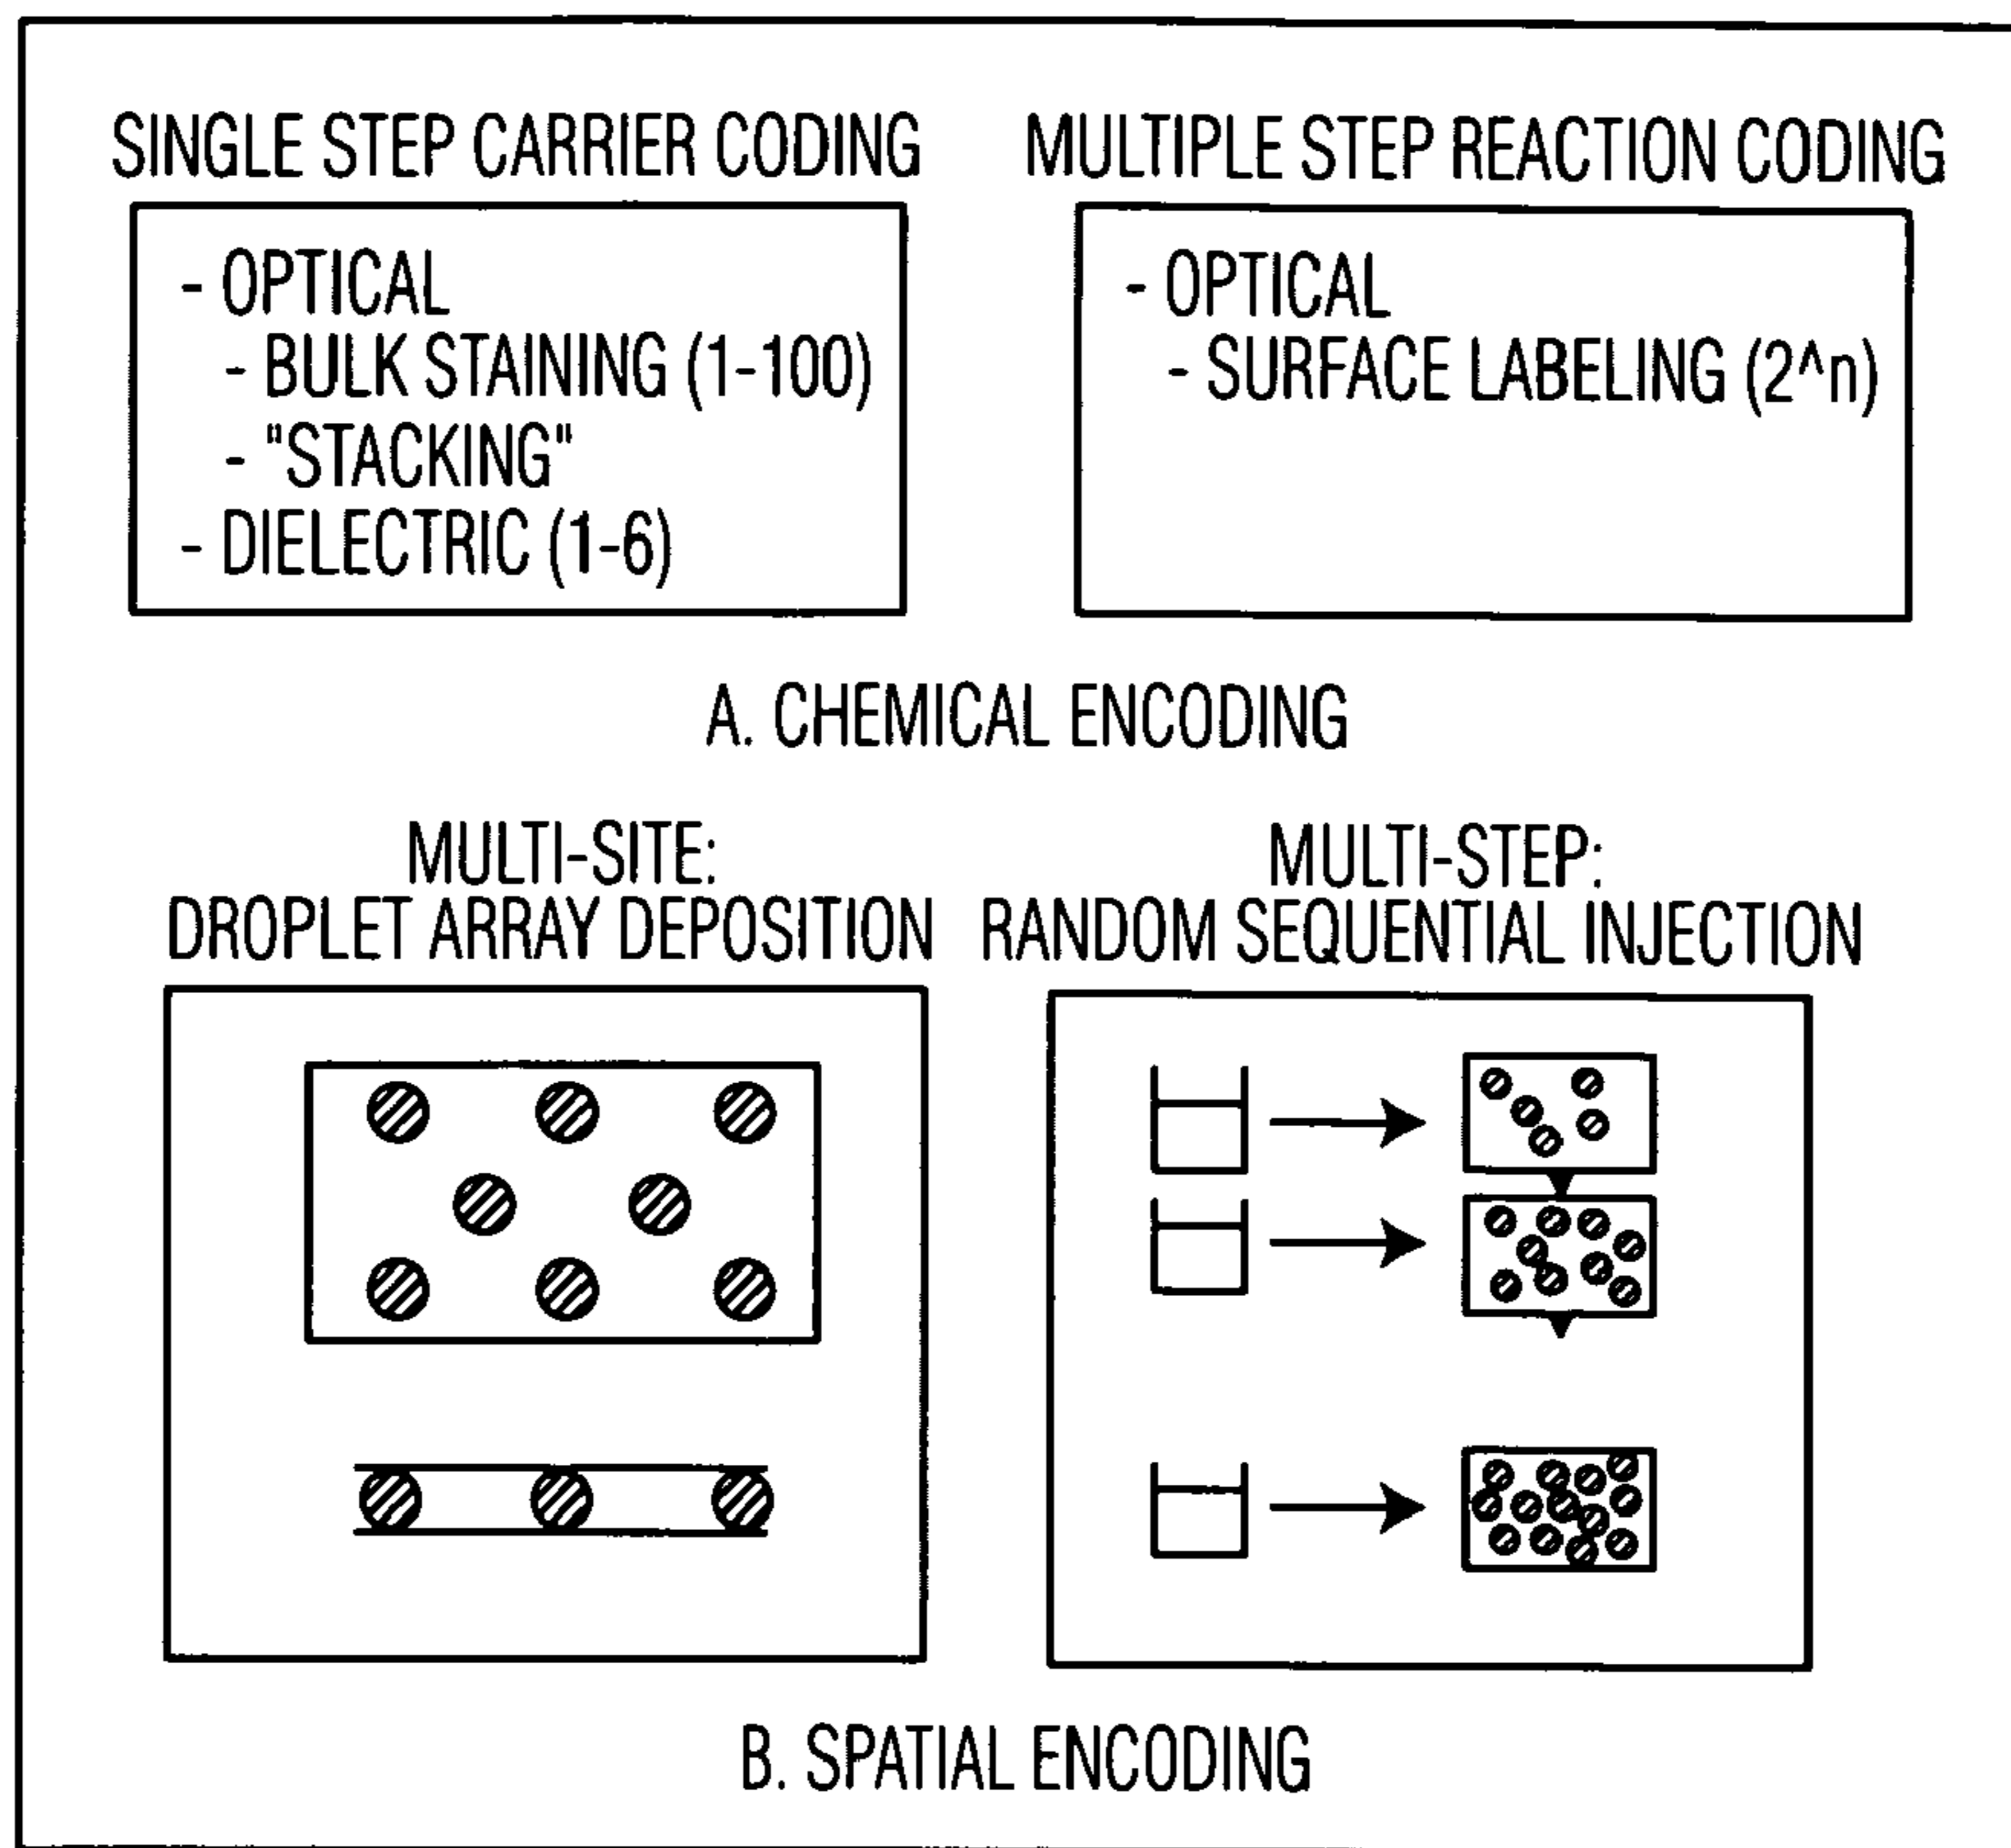 SINGLE STEP CARRIER CODING
- OPTICAL
- BULK STAINING (1-100)
- "STACKING"
- DIELECTRIC (1-6)
MULTIPLE STEP REACTION CODING
- OPTICAL
- SURFACE LABELING (2^n)
A. CHEMICAL ENCODING
MULTI-SITE:
DROPLET ARRAY DEPOSITION
MULTI-STEP:
RANDOM SEQUENTIAL INJECTION
B. SPATIAL ENCODING